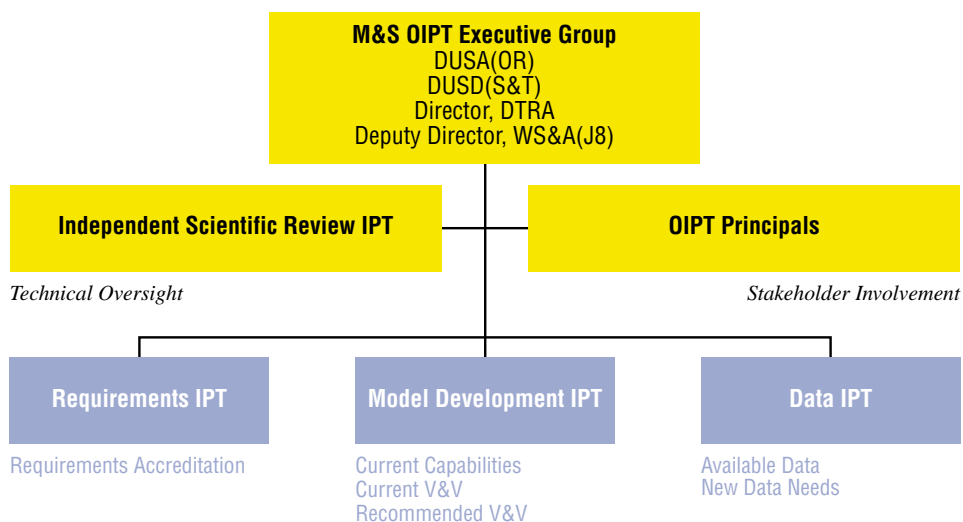 M&S OIPT Executive Group
DUSA(OR)
DUSD(S&T)
Director, DTRA
Deputy Director, WS&A(J8)
Independent Scientific Review IPT
OIPT Principals
Technical Oversight
Stakeholder Involvement
Requirements IPT
Model Development IPT
Data IPT
Requirements Accreditation
Current Capabilities
Current V&V
Recommended V&V
Available Data
New Data Needs